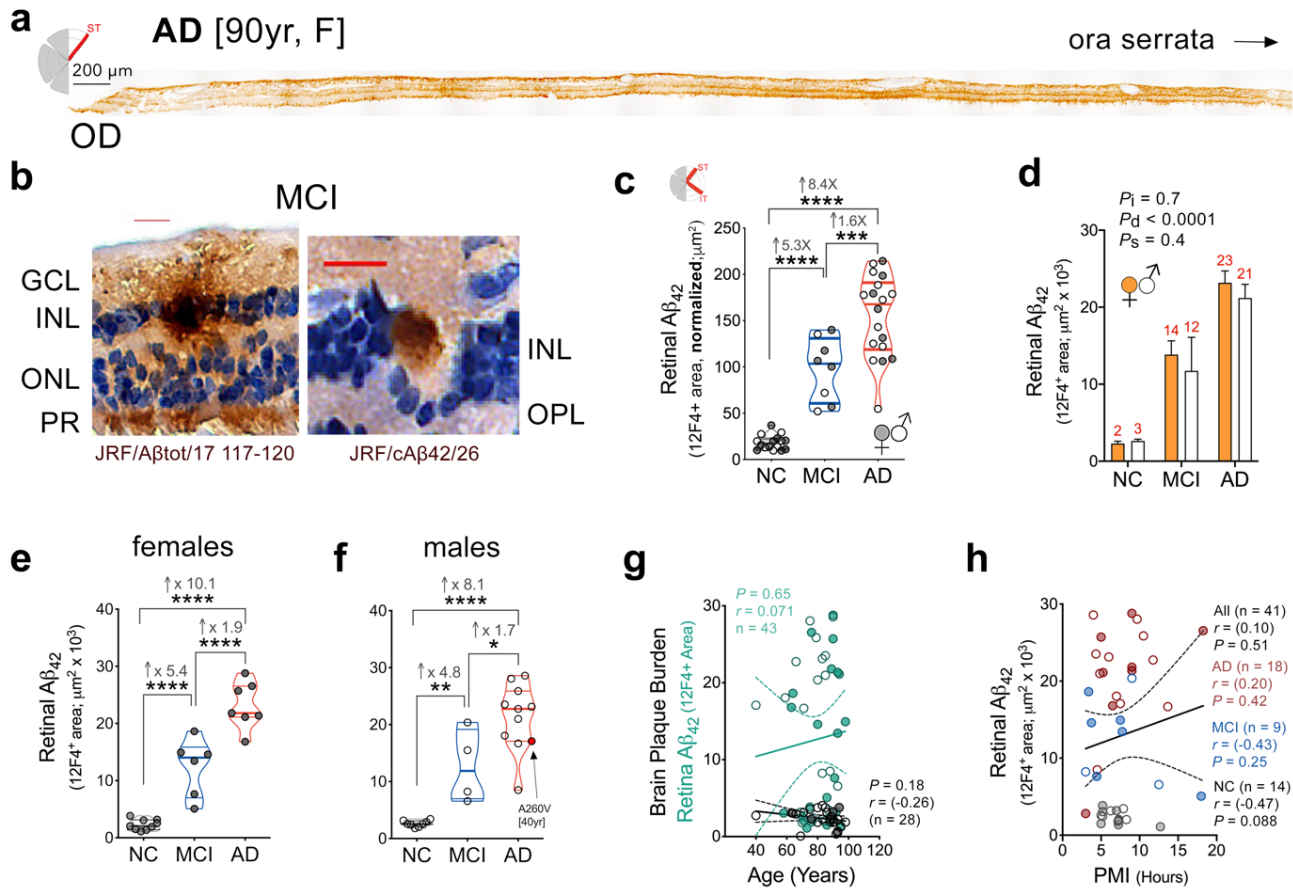 a
ST
AD [90yr, F]
ora serrata
200 µm
OD
b
MCI
GCL
INL
ONL
PR
INL
OPL
JRF/Aβtot/17 117-120
JRF/cAβ42/26
c
ST
IT
↑8.4X
****
↑1.6X
***
↑5.3X
****
Retinal Aβ42
(12F4+ area, normalized;µm²)
250
200
150
100
50
0
NC MCI AD
d
Pi = 0.7
Pd < 0.0001
Ps = 0.4
Retinal Aβ42
(12F4⁺ area; µm² x 10³)
30
20
10
0
2
3
14
12
23
21
NC MCI AD
e
females
↑ x 10.1
****
↑ x 1.9
****
↑ x 5.4
****
Retinal Aβ42
(12F4⁺ area; µm² x 10³)
40
30
20
10
0
NC MCI AD
f
males
↑ x 8.1
****
↑ x 1.7
*
↑ x 4.8
**
40
30
20
10
0
A260V
[40yr]
NC MCI AD
g
Brain Plaque Burden
Retina Aβ42 (12F4+ Area)
P = 0.65
r = 0.071
n = 43
30
20
10
0
P = 0.18
r = (-0.26)
(n = 28)
0 20 40 60 80 100 120
Age (Years)
h
Retinal Aβ42
(12F4⁺ area; µm² x 10³)
30
20
10
0
All (n = 41)
r = (0.10)
P = 0.51
AD (n = 18)
r = (0.20)
P = 0.42
MCI (n = 9)
r = (-0.43)
P = 0.25
NC (n = 14)
r = (-0.47)
P = 0.088
0 5 10 15 20
PMI (Hours)